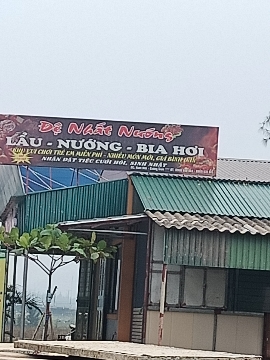 Đệ Nhất Nướng
LẨU - NƯỚNG - BIA HƠI
KHU VUI CHƠI TRẺ EM MIỄN PHÍ - NHIỀU MÓN MỚI, GIÁ BÌNH DÂN
NHẬN ĐẶT TIỆC CƯỚI HỎI, SINH NHẬT